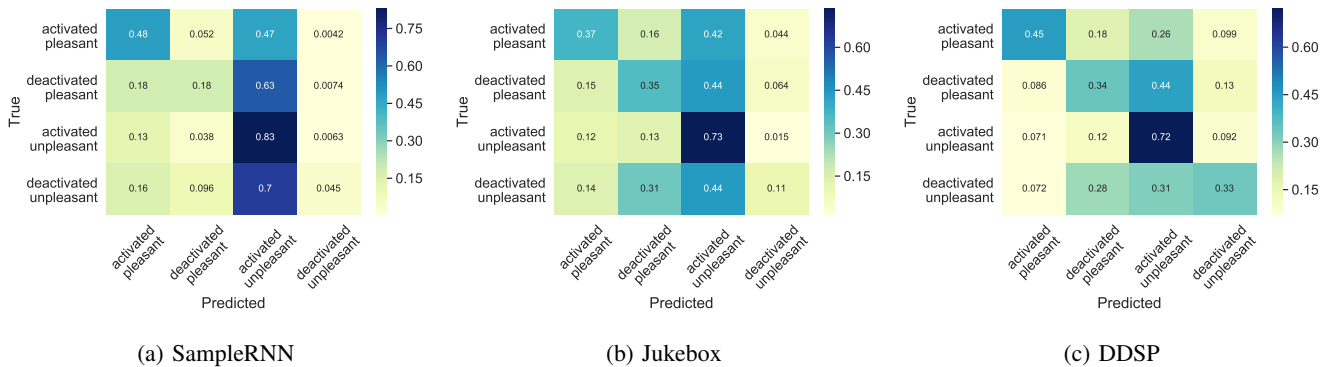 activated
pleasant
deactivated
pleasant
activated
unpleasant
deactivated
unpleasant
True
0.48 0.052 0.47 0.0042
0.18 0.18 0.63 0.0074
0.13 0.038 0.83 0.0063
0.16 0.096 0.7 0.045
activated
pleasant
deactivated
pleasant
activated
unpleasant
deactivated
unpleasant
Predicted
0.75
0.60
0.45
0.30
0.15
(a) SampleRNN
activated
pleasant
deactivated
pleasant
activated
unpleasant
deactivated
unpleasant
True
0.37 0.16 0.42 0.044
0.15 0.35 0.44 0.064
0.12 0.13 0.73 0.015
0.14 0.31 0.44 0.11
activated
pleasant
deactivated
pleasant
activated
unpleasant
deactivated
unpleasant
Predicted
0.60
0.45
0.30
0.15
(b) Jukebox
activated
pleasant
deactivated
pleasant
activated
unpleasant
deactivated
unpleasant
True
0.45 0.18 0.26 0.099
0.086 0.34 0.44 0.13
0.071 0.12 0.72 0.092
0.072 0.28 0.31 0.33
activated
pleasant
deactivated
pleasant
activated
unpleasant
deactivated
unpleasant
Predicted
0.60
0.45
0.30
0.15
(c) DDSP